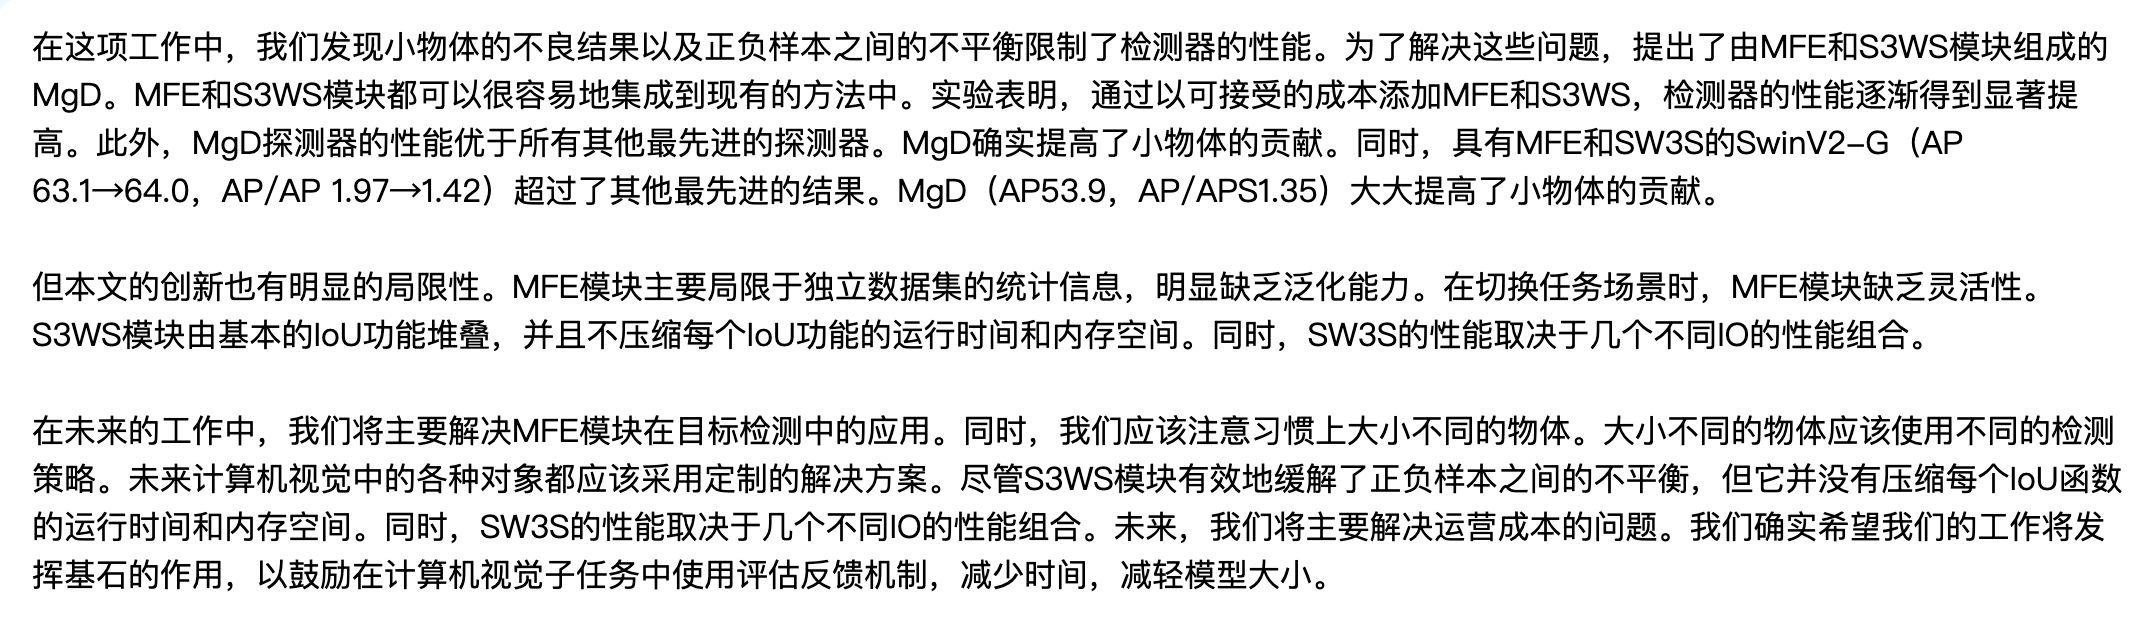 在这项工作中，我们发现小物体的不良结果以及正负样本之间的不平衡限制了检测器的性能。为了解决这些问题，提出了由MFE和S3WS模块组成的
MgD。MFE和S3WS模块都可以很容易地集成到现有的方法中。实验表明，通过以可接受的成本添加MFE和S3WS，检测器的性能逐渐得到显著提
高。此外，MgD探测器的性能优于所有其他最先进的探测器。MgD确实提高了小物体的贡献。同时，具有MFE和SW3S的SwinV2-G（AP
63.1→64.0，AP/AP 1.97→1.42）超过了其他最先进的结果。MgD（AP53.9，AP/APS1.35）大大提高了小物体的贡献。
但本文的创新也有明显的局限性。MFE模块主要局限于独立数据集的统计信息，明显缺乏泛化能力。在切换任务场景时，MFE模块缺乏灵活性。
S3WS模块由基本的IoU功能堆叠，并且不压缩每个IoU功能的运行时间和内存空间。同时，SW3S的性能取决于几个不同IO的性能组合。
在未来的工作中，我们将主要解决MFE模块在目标检测中的应用。同时，我们应该注意习惯上大小不同的物体。大小不同的物体应该使用不同的检测
策略。未来计算机视觉中的各种对象都应该采用定制的解决方案。尽管S3WS模块有效地缓解了正负样本之间的不平衡，但它并没有压缩每个IoU函数
的运行时间和内存空间。同时，SW3S的性能取决于几个不同IO的性能组合。未来，我们将主要解决运营成本的问题。我们确实希望我们的工作将发
挥基石的作用，以鼓励在计算机视觉子任务中使用评估反馈机制，减少时间，减轻模型大小。